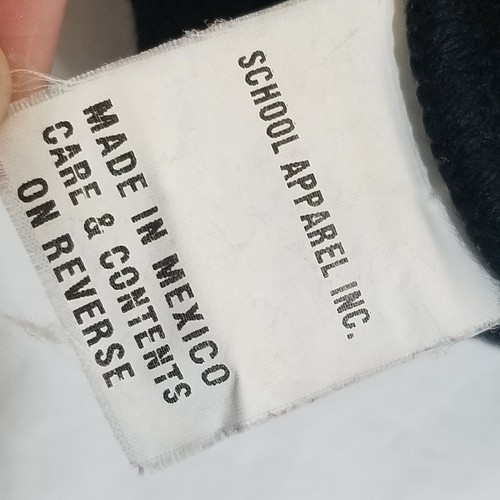 SCHOOL APPAREL INC.
MADE IN MEXICO
CARE & CONTENTS
ON REVERSE